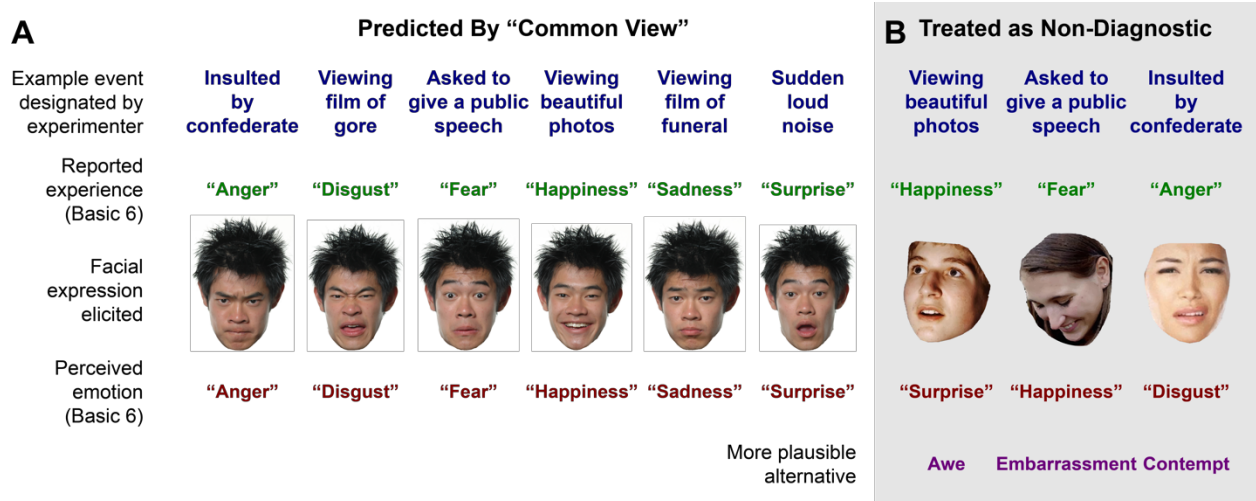 A
Predicted By “Common View”
Example event
designated by
experimenter
Insulted
by
confederate
Viewing
film of
gore
Asked to
give a public
speech
Viewing
beautiful
photos
Viewing
film of
funeral
Sudden
loud
noise
Reported
experience
(Basic 6)
“Anger”
“Disgust”
“Fear”
“Happiness”
“Sadness”
“Surprise”
Facial
expression
elicited
Perceived
emotion
(Basic 6)
“Anger”
“Disgust”
“Fear”
“Happiness”
“Sadness”
“Surprise”
B
Treated as Non-Diagnostic
Viewing
beautiful
photos
Asked to
give a public
speech
Insulted
by
confederate
“Happiness”
“Fear”
“Anger”
“Surprise”
“Happiness”
“Disgust”
More plausible
alternative
Awe
Embarrassment
Contempt